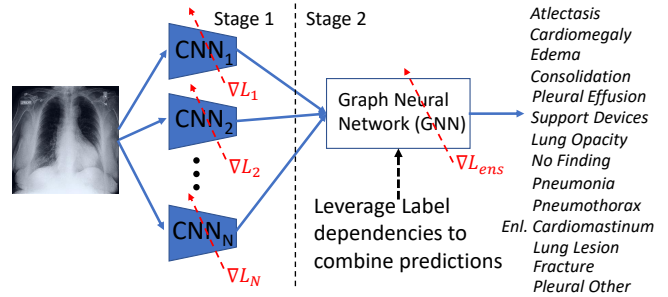 Stage 1
Stage 2
CNN1
∇L1
CNN2
∇L2
CNNN
∇LN
Graph Neural
Network (GNN)
∇Lens
Leverage Label
dependencies to
combine predictions
Atlectasis
Cardiomegaly
Edema
Consolidation
Pleural Effusion
Support Devices
Lung Opacity
No Finding
Pneumonia
Pneumothorax
Enl. Cardiomastinum
Lung Lesion
Fracture
Pleural Other